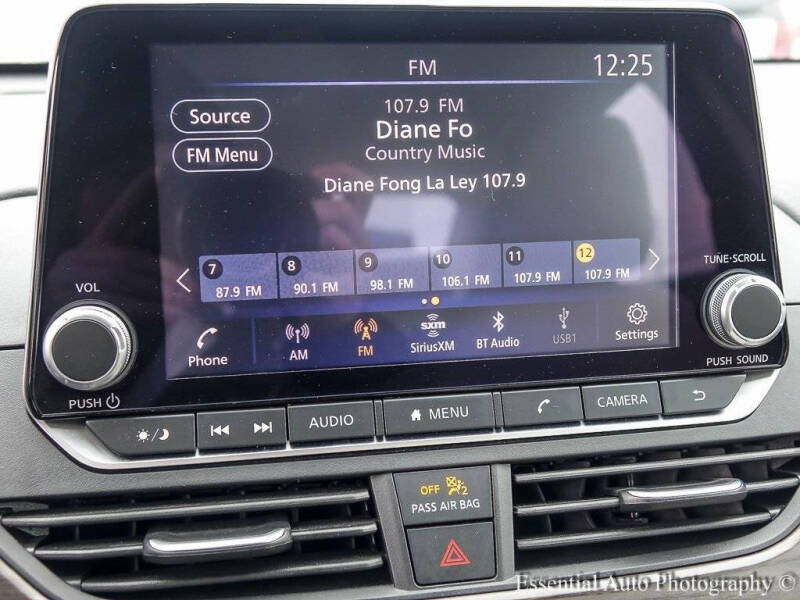 FM 12:25
Source
107.9 FM
Diane Fo
FM Menu
Country Music
Diane Fong La Ley 107.9
7 8 9 10 11 12
87.9 FM 90.1 FM 98.1 FM 106.1 FM 107.9 FM 107.9 FM
VOL
TUNE·SCROLL
Phone AM FM sxm SiriusXM BT Audio USB1 Settings
PUSH
PUSH SOUND
AUDIO MENU CAMERA
OFF 2
PASS AIR BAG
Essential Auto Photography ©